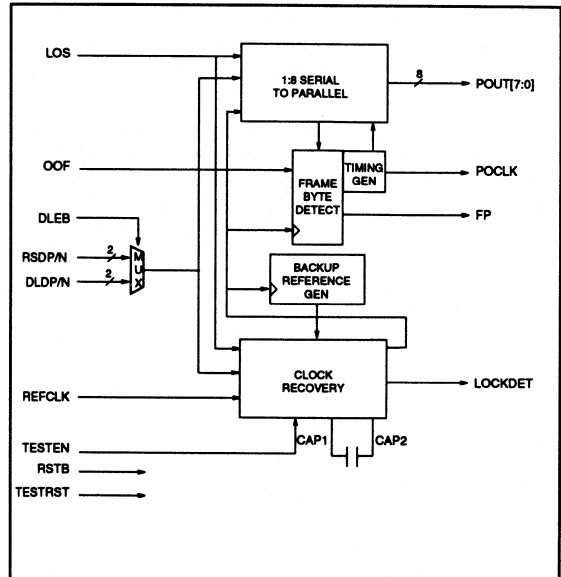 LOS
1:8 SERIAL
TO PARALLEL
8
POUT[7:0]
OOF
FRAME
BYTE
DETECT
TIMING
GEN
POCLK
FP
DLEB
RSDP/N
2
DLDP/N
2
MUX
BACKUP
REFERENCE
GEN
CLOCK
RECOVERY
LOCKDET
REFCLK
TESTEN
CAP1
CAP2
RSTB
TESTRST